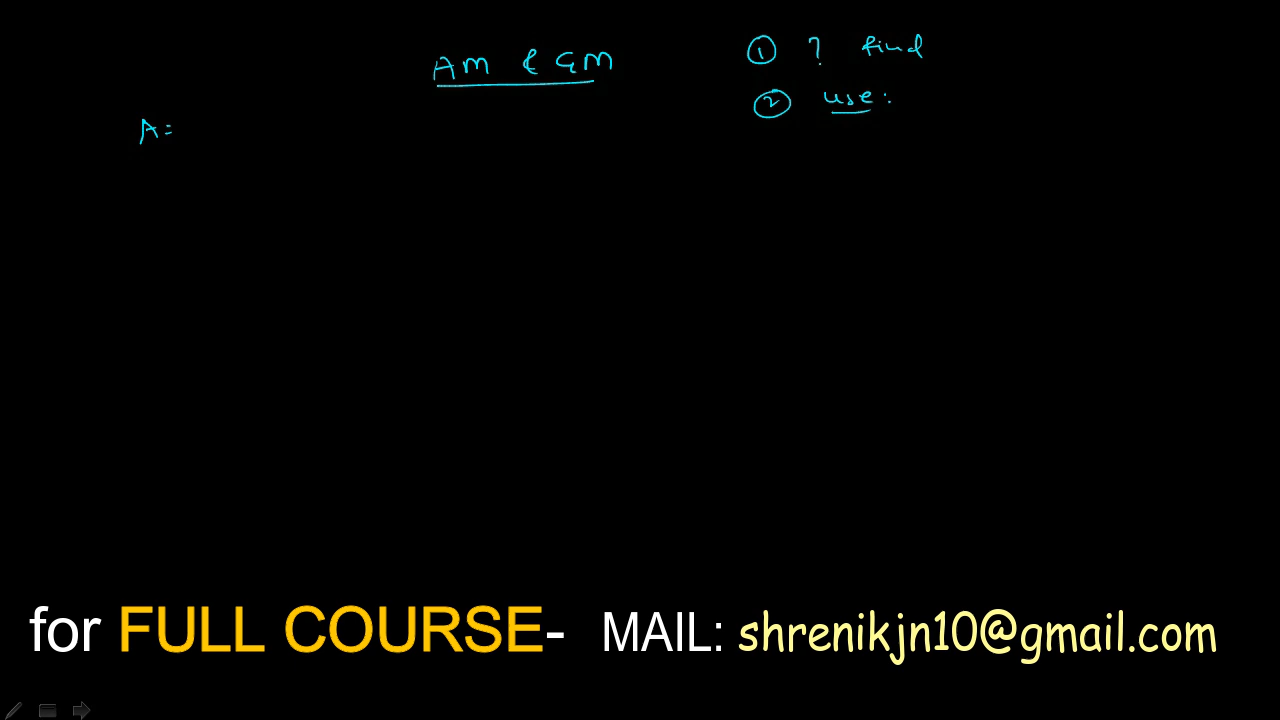 AM & GM
① ? find
② use:
A=
for FULL COURSE- MAIL: shrenikjn10@gmail.com